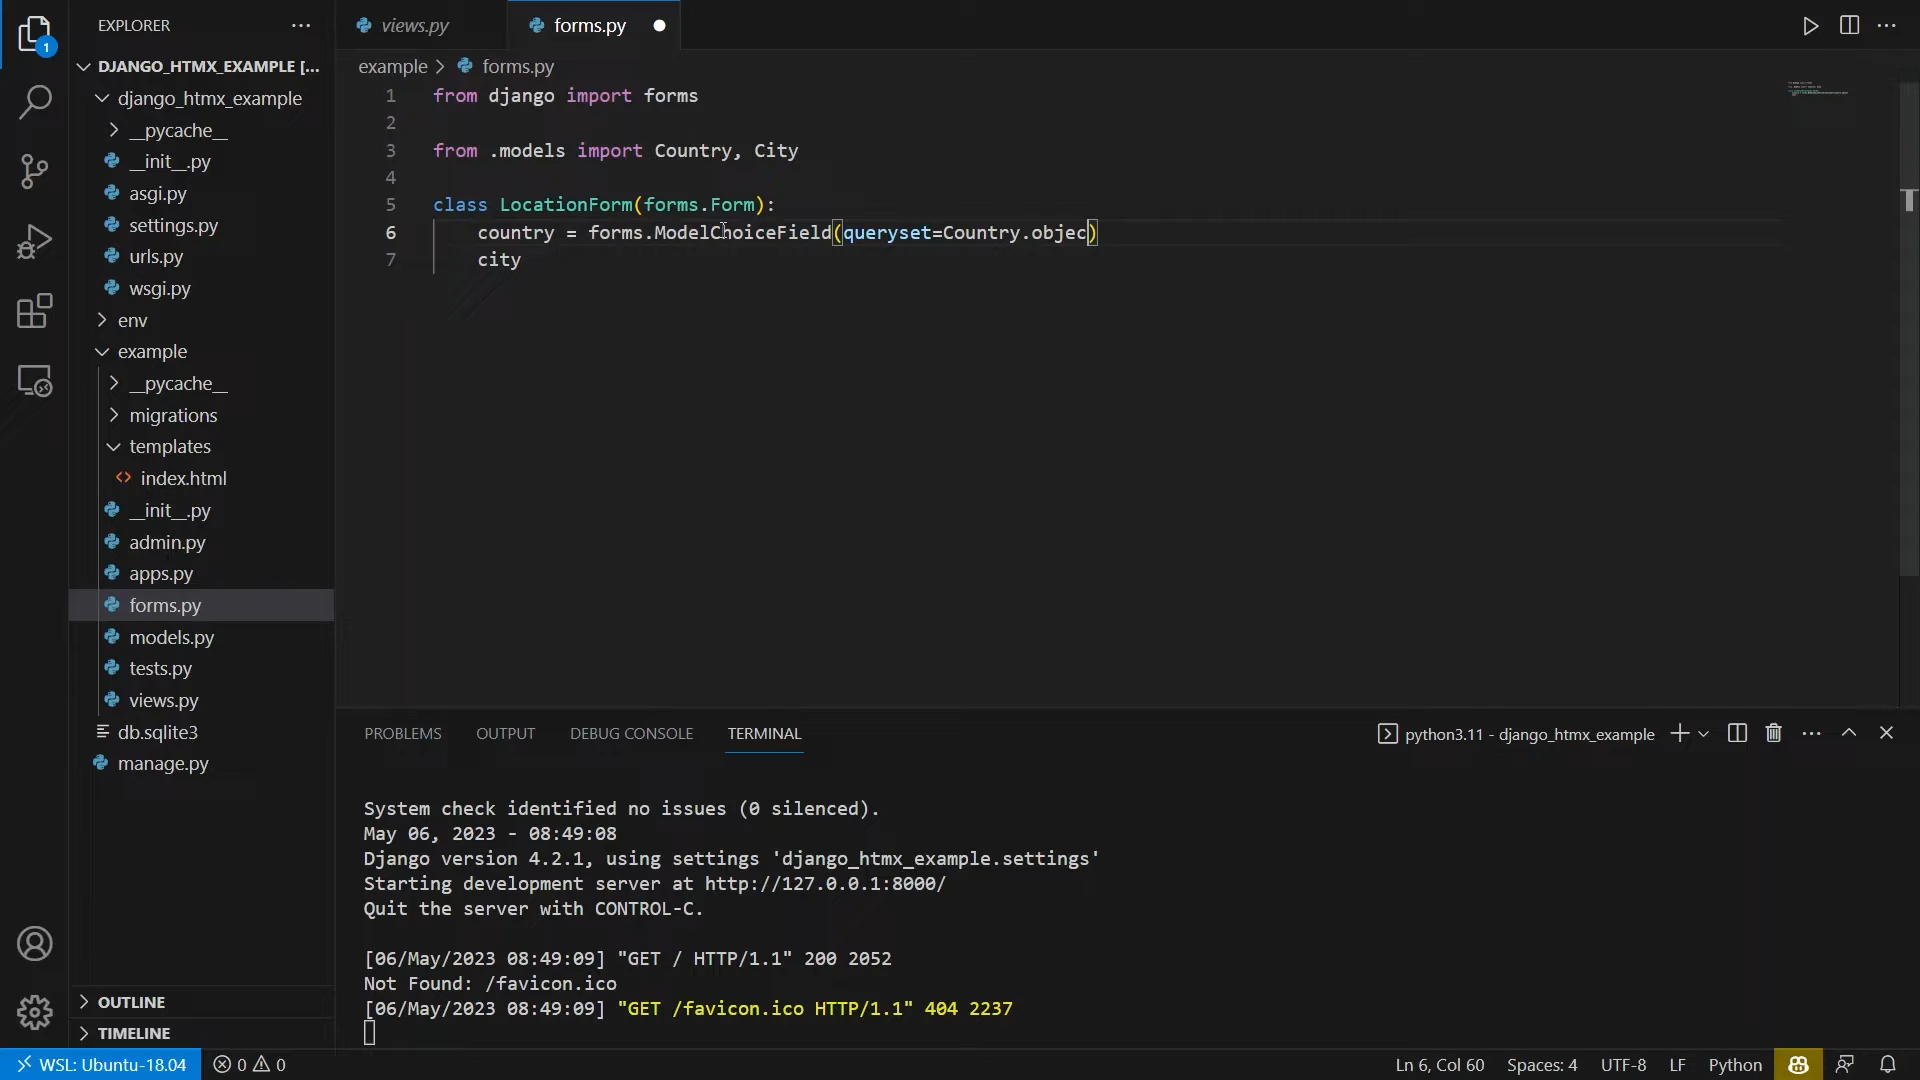 EXPLORER
DJANGO_HTMX_EXAMPLE [...
django_htmx_example
__pycache__
__init__.py
asgi.py
settings.py
urls.py
wsgi.py
env
example
__pycache__
migrations
templates
index.html
__init__.py
admin.py
apps.py
forms.py
models.py
tests.py
views.py
db.sqlite3
manage.py
OUTLINE
TIMELINE
1
views.py
forms.py
example > forms.py
1 from django import forms
2
3 from .models import Country, City
4
5 class LocationForm(forms.Form):
6 country = forms.ModelChoiceField(queryset=Country.objec)
7 city
PROBLEMS OUTPUT DEBUG CONSOLE TERMINAL
python3.11 - django_htmx_example
System check identified no issues (0 silenced).
May 06, 2023 - 08:49:08
Django version 4.2.1, using settings 'django_htmx_example.settings'
Starting development server at http://127.0.0.1:8000/
Quit the server with CONTROL-C.
[06/May/2023 08:49:09] "GET / HTTP/1.1" 200 2052
Not Found: /favicon.ico
[06/May/2023 08:49:09] "GET /favicon.ico HTTP/1.1" 404 2237
WSL: Ubuntu-18.04 0 0 Ln 6, Col 60 Spaces: 4 UTF-8 LF Python